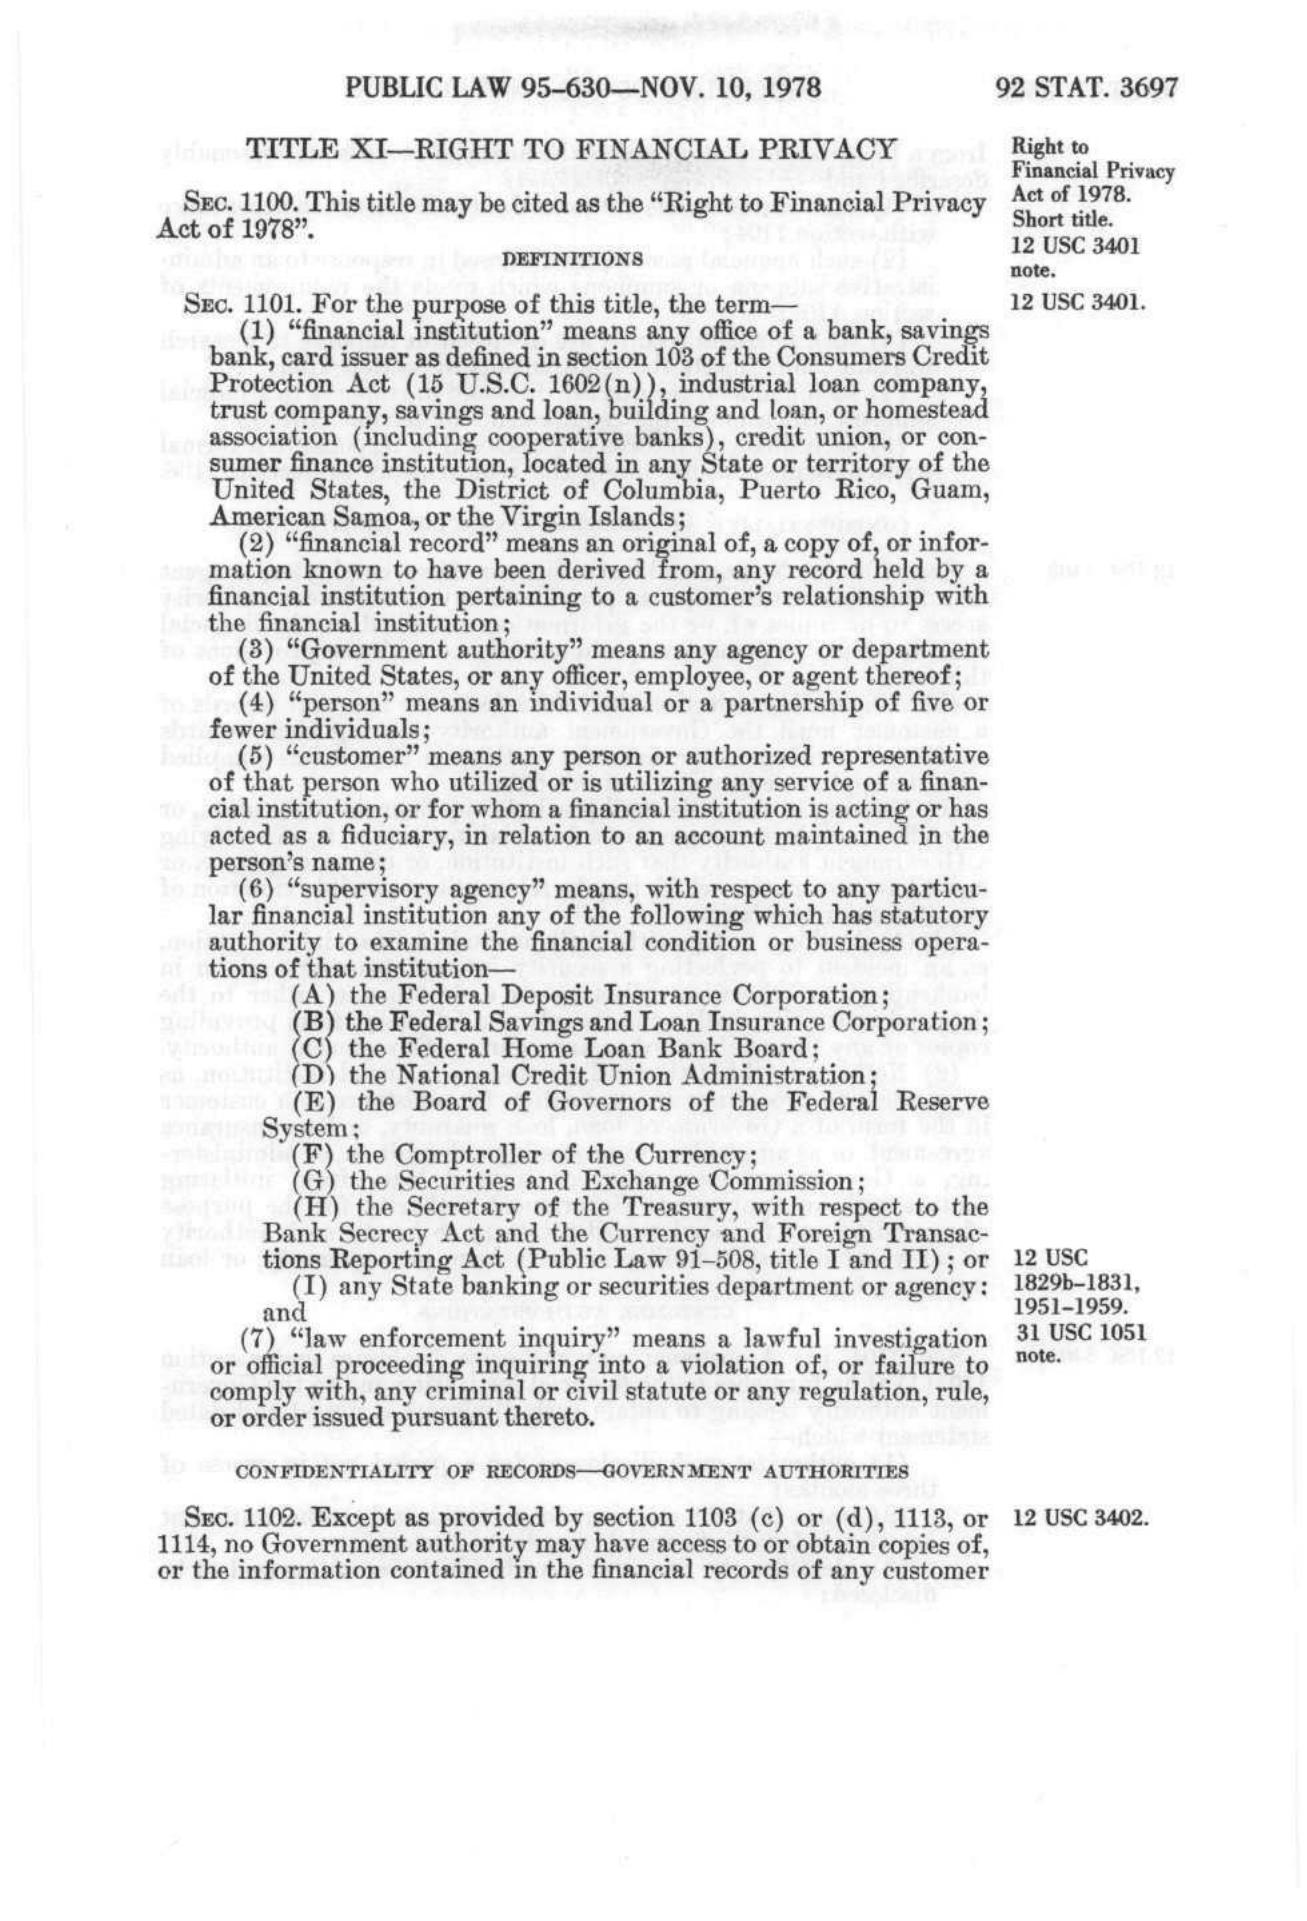 PUBLIC LAW 95–630—NOV. 10, 1978
92 STAT. 3697
TITLE XI—RIGHT TO FINANCIAL PRIVACY
SEC. 1100. This title may be cited as the “Right to Financial Privacy
Act of 1978”.
Right to
Financial Privacy
Act of 1978.
Short title.
12 USC 3401
note.
DEFINITIONS
SEC. 1101. For the purpose of this title, the term—
12 USC 3401.
(1) “financial institution” means any office of a bank, savings
bank, card issuer as defined in section 103 of the Consumers Credit
Protection Act (15 U.S.C. 1602(n)), industrial loan company,
trust company, savings and loan, building and loan, or homestead
association (including cooperative banks), credit union, or con-
sumer finance institution, located in any State or territory of the
United States, the District of Columbia, Puerto Rico, Guam,
American Samoa, or the Virgin Islands;
(2) “financial record” means an original of, a copy of, or infor-
mation known to have been derived from, any record held by a
financial institution pertaining to a customer’s relationship with
the financial institution;
(3) “Government authority” means any agency or department
of the United States, or any officer, employee, or agent thereof;
(4) “person” means an individual or a partnership of five or
fewer individuals;
(5) “customer” means any person or authorized representative
of that person who utilized or is utilizing any service of a finan-
cial institution, or for whom a financial institution is acting or has
acted as a fiduciary, in relation to an account maintained in the
person’s name;
(6) “supervisory agency” means, with respect to any particu-
lar financial institution any of the following which has statutory
authority to examine the financial condition or business opera-
tions of that institution—
(A) the Federal Deposit Insurance Corporation;
(B) the Federal Savings and Loan Insurance Corporation;
(C) the Federal Home Loan Bank Board;
(D) the National Credit Union Administration;
(E) the Board of Governors of the Federal Reserve
System;
(F) the Comptroller of the Currency;
(G) the Securities and Exchange Commission;
(H) the Secretary of the Treasury, with respect to the
Bank Secrecy Act and the Currency and Foreign Transac-
tions Reporting Act (Public Law 91–508, title I and II); or
(I) any State banking or securities department or agency:
and
12 USC
1829b–1831,
1951–1959.
31 USC 1051
note.
(7) “law enforcement inquiry” means a lawful investigation
or official proceeding inquiring into a violation of, or failure to
comply with, any criminal or civil statute or any regulation, rule,
or order issued pursuant thereto.
CONFIDENTIALITY OF RECORDS—GOVERNMENT AUTHORITIES
SEC. 1102. Except as provided by section 1103 (c) or (d), 1113, or
12 USC 3402.
1114, no Government authority may have access to or obtain copies of,
or the information contained in the financial records of any customer